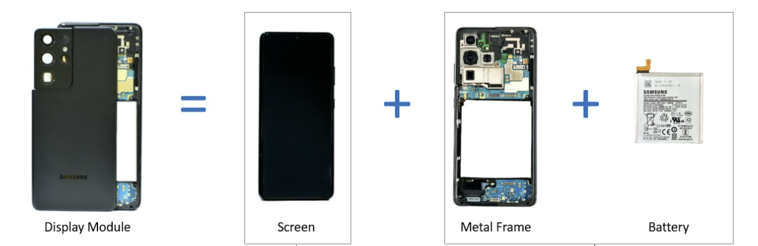 SAMSUNG
=
+
+
SAMSUNG
Display Module
Screen
Metal Frame
Battery